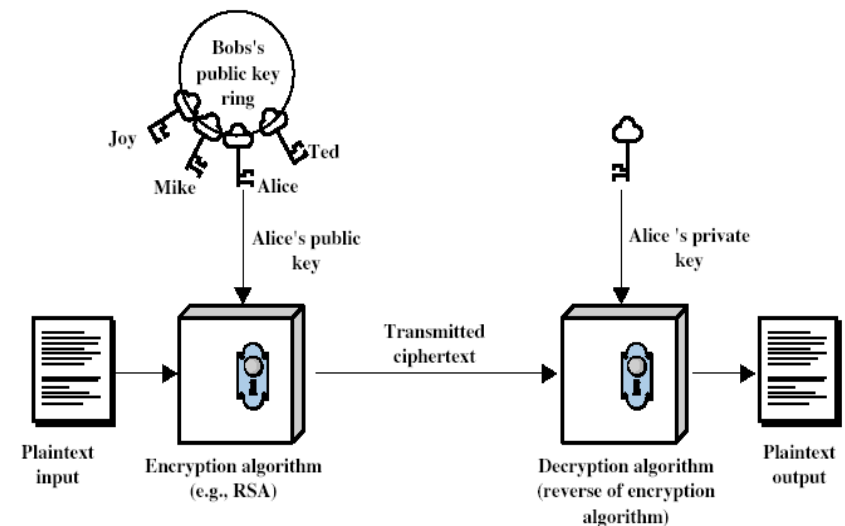 Bobs's
public key
ring
Joy
Ted
Mike
Alice
Alice's public
key
Alice 's private
key
Transmitted
ciphertext
Plaintext
input
Encryption algorithm
(e.g., RSA)
Decryption algorithm
(reverse of encryption
algorithm)
Plaintext
output